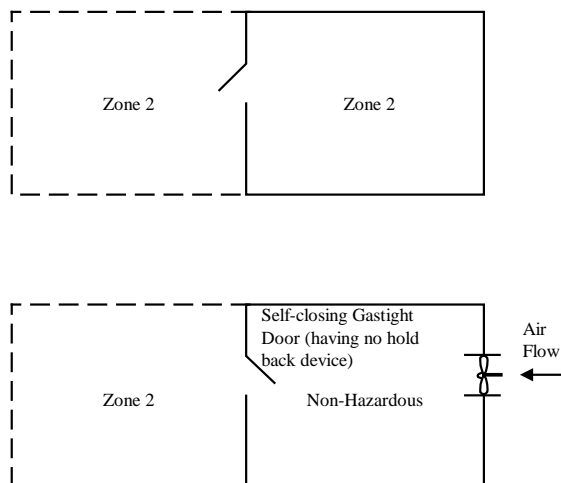 Zone 2
Zone 2
Self-closing Gastight
Door (having no hold
back device)
Air
Flow
Zone 2
Non-Hazardous